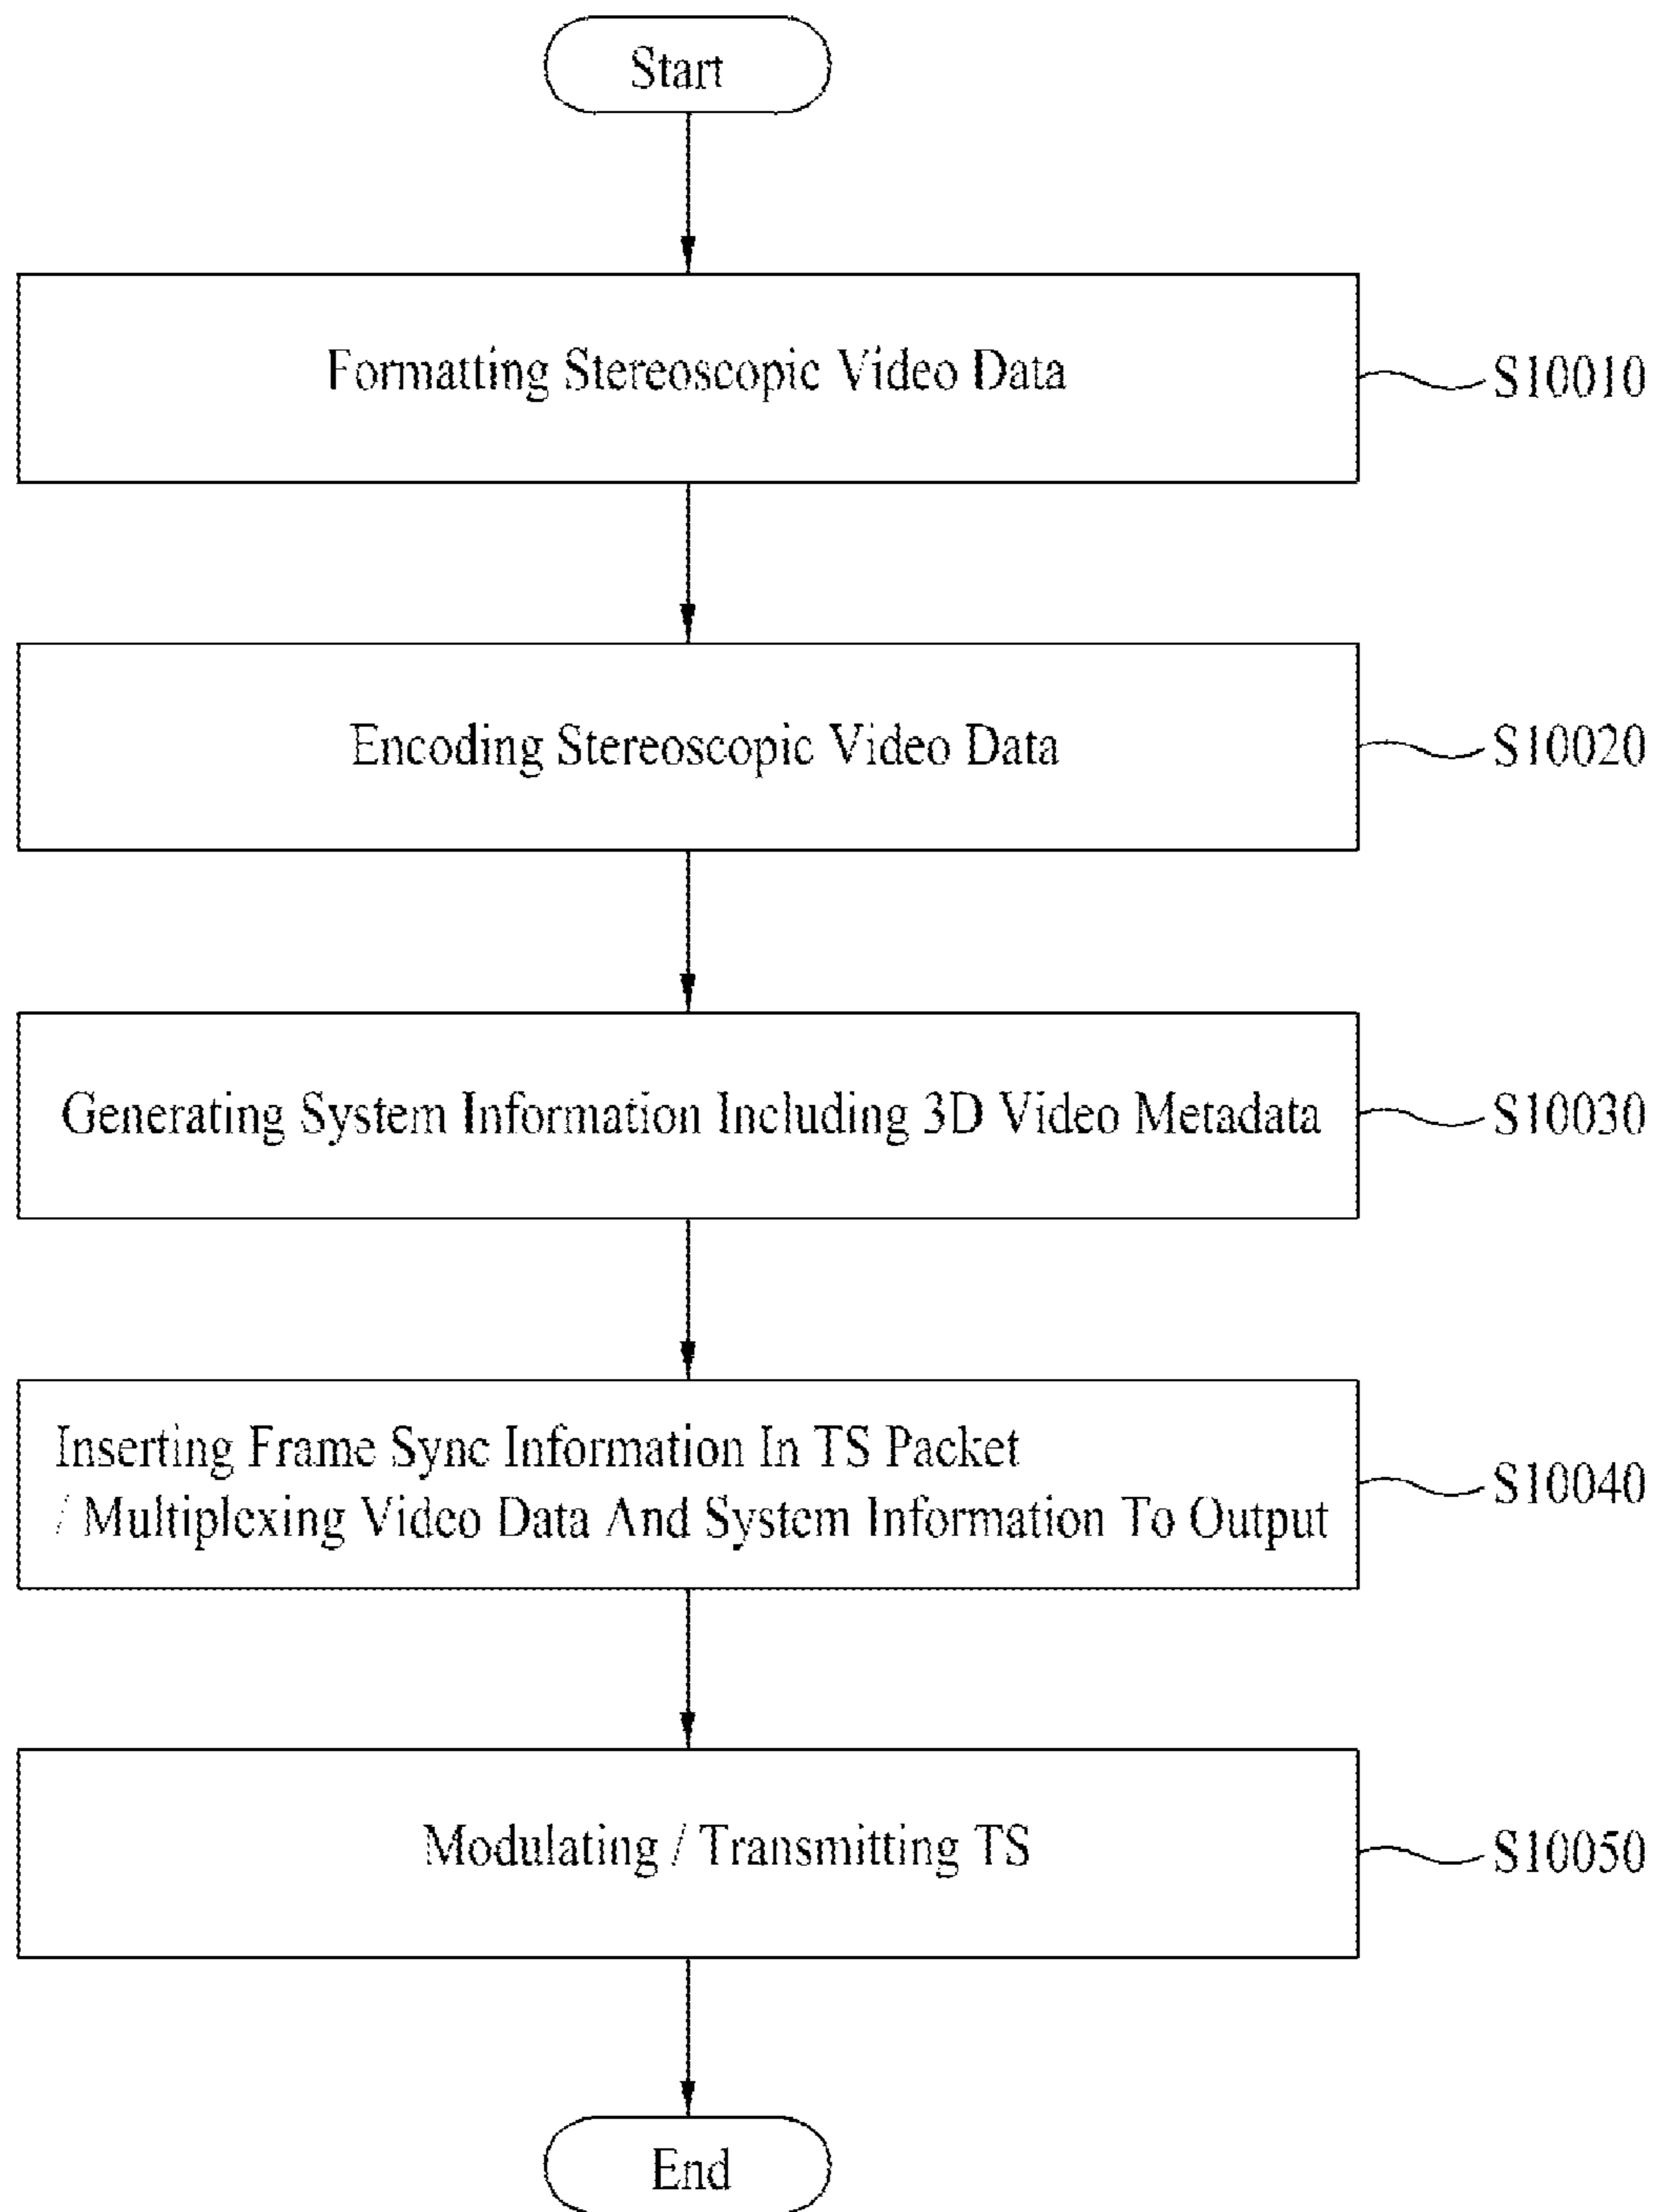 Start
Formatting Stereoscopic Video Data
S10010
Encoding Stereoscopic Video Data
S10020
Generating System Information Including 3D Video Metadata
S10030
Inserting Frame Sync Information In TS Packet
/ Multiplexing Video Data And System Information To Output
S10040
Modulating / Transmitting TS
S10050
End